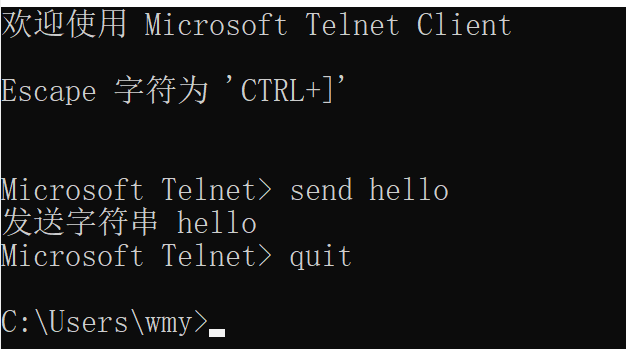 欢迎使用 Microsoft Telnet Client
Escape 字符为 'CTRL+]'
Microsoft Telnet> send hello
发送字符串 hello
Microsoft Telnet> quit
C:\Users\wmy>